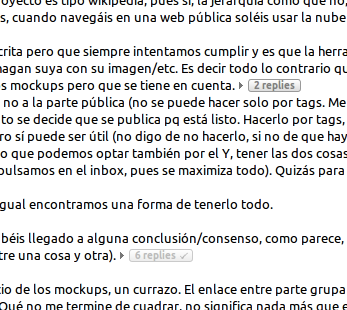 oyecto es tipo wikipedia, pues sí, la jerarquía como que no,
s, cuando navegáis en una web pública soléis usar la nube
crita pero que siempre intentamos cumplir y es que la herra
nagan suya con su imagen/etc. Es decir todo lo contrario qu
es mockups pero que se tiene en cuenta. 2 replies
no a la parte pública (no se puede hacer solo por tags. Me
to se decide que se publica pq está listo. Hacerlo por tags,
ro sí puede ser útil (no digo de no hacerlo, si no de que hay
o que podemos optar también por el Y, tener las dos cosas
pulsamos en el inbox, pues se maximiza todo). Quizás para
igual encontramos una forma de tenerlo todo.
béis llegado a alguna conclusión/consenso, como parece,
tre una cosa y otra). 6 replies ✓
cio de los mockups, un currazo. El enlace entre parte grupa
Qué no me termine de cuadrar, no significa nada más que e